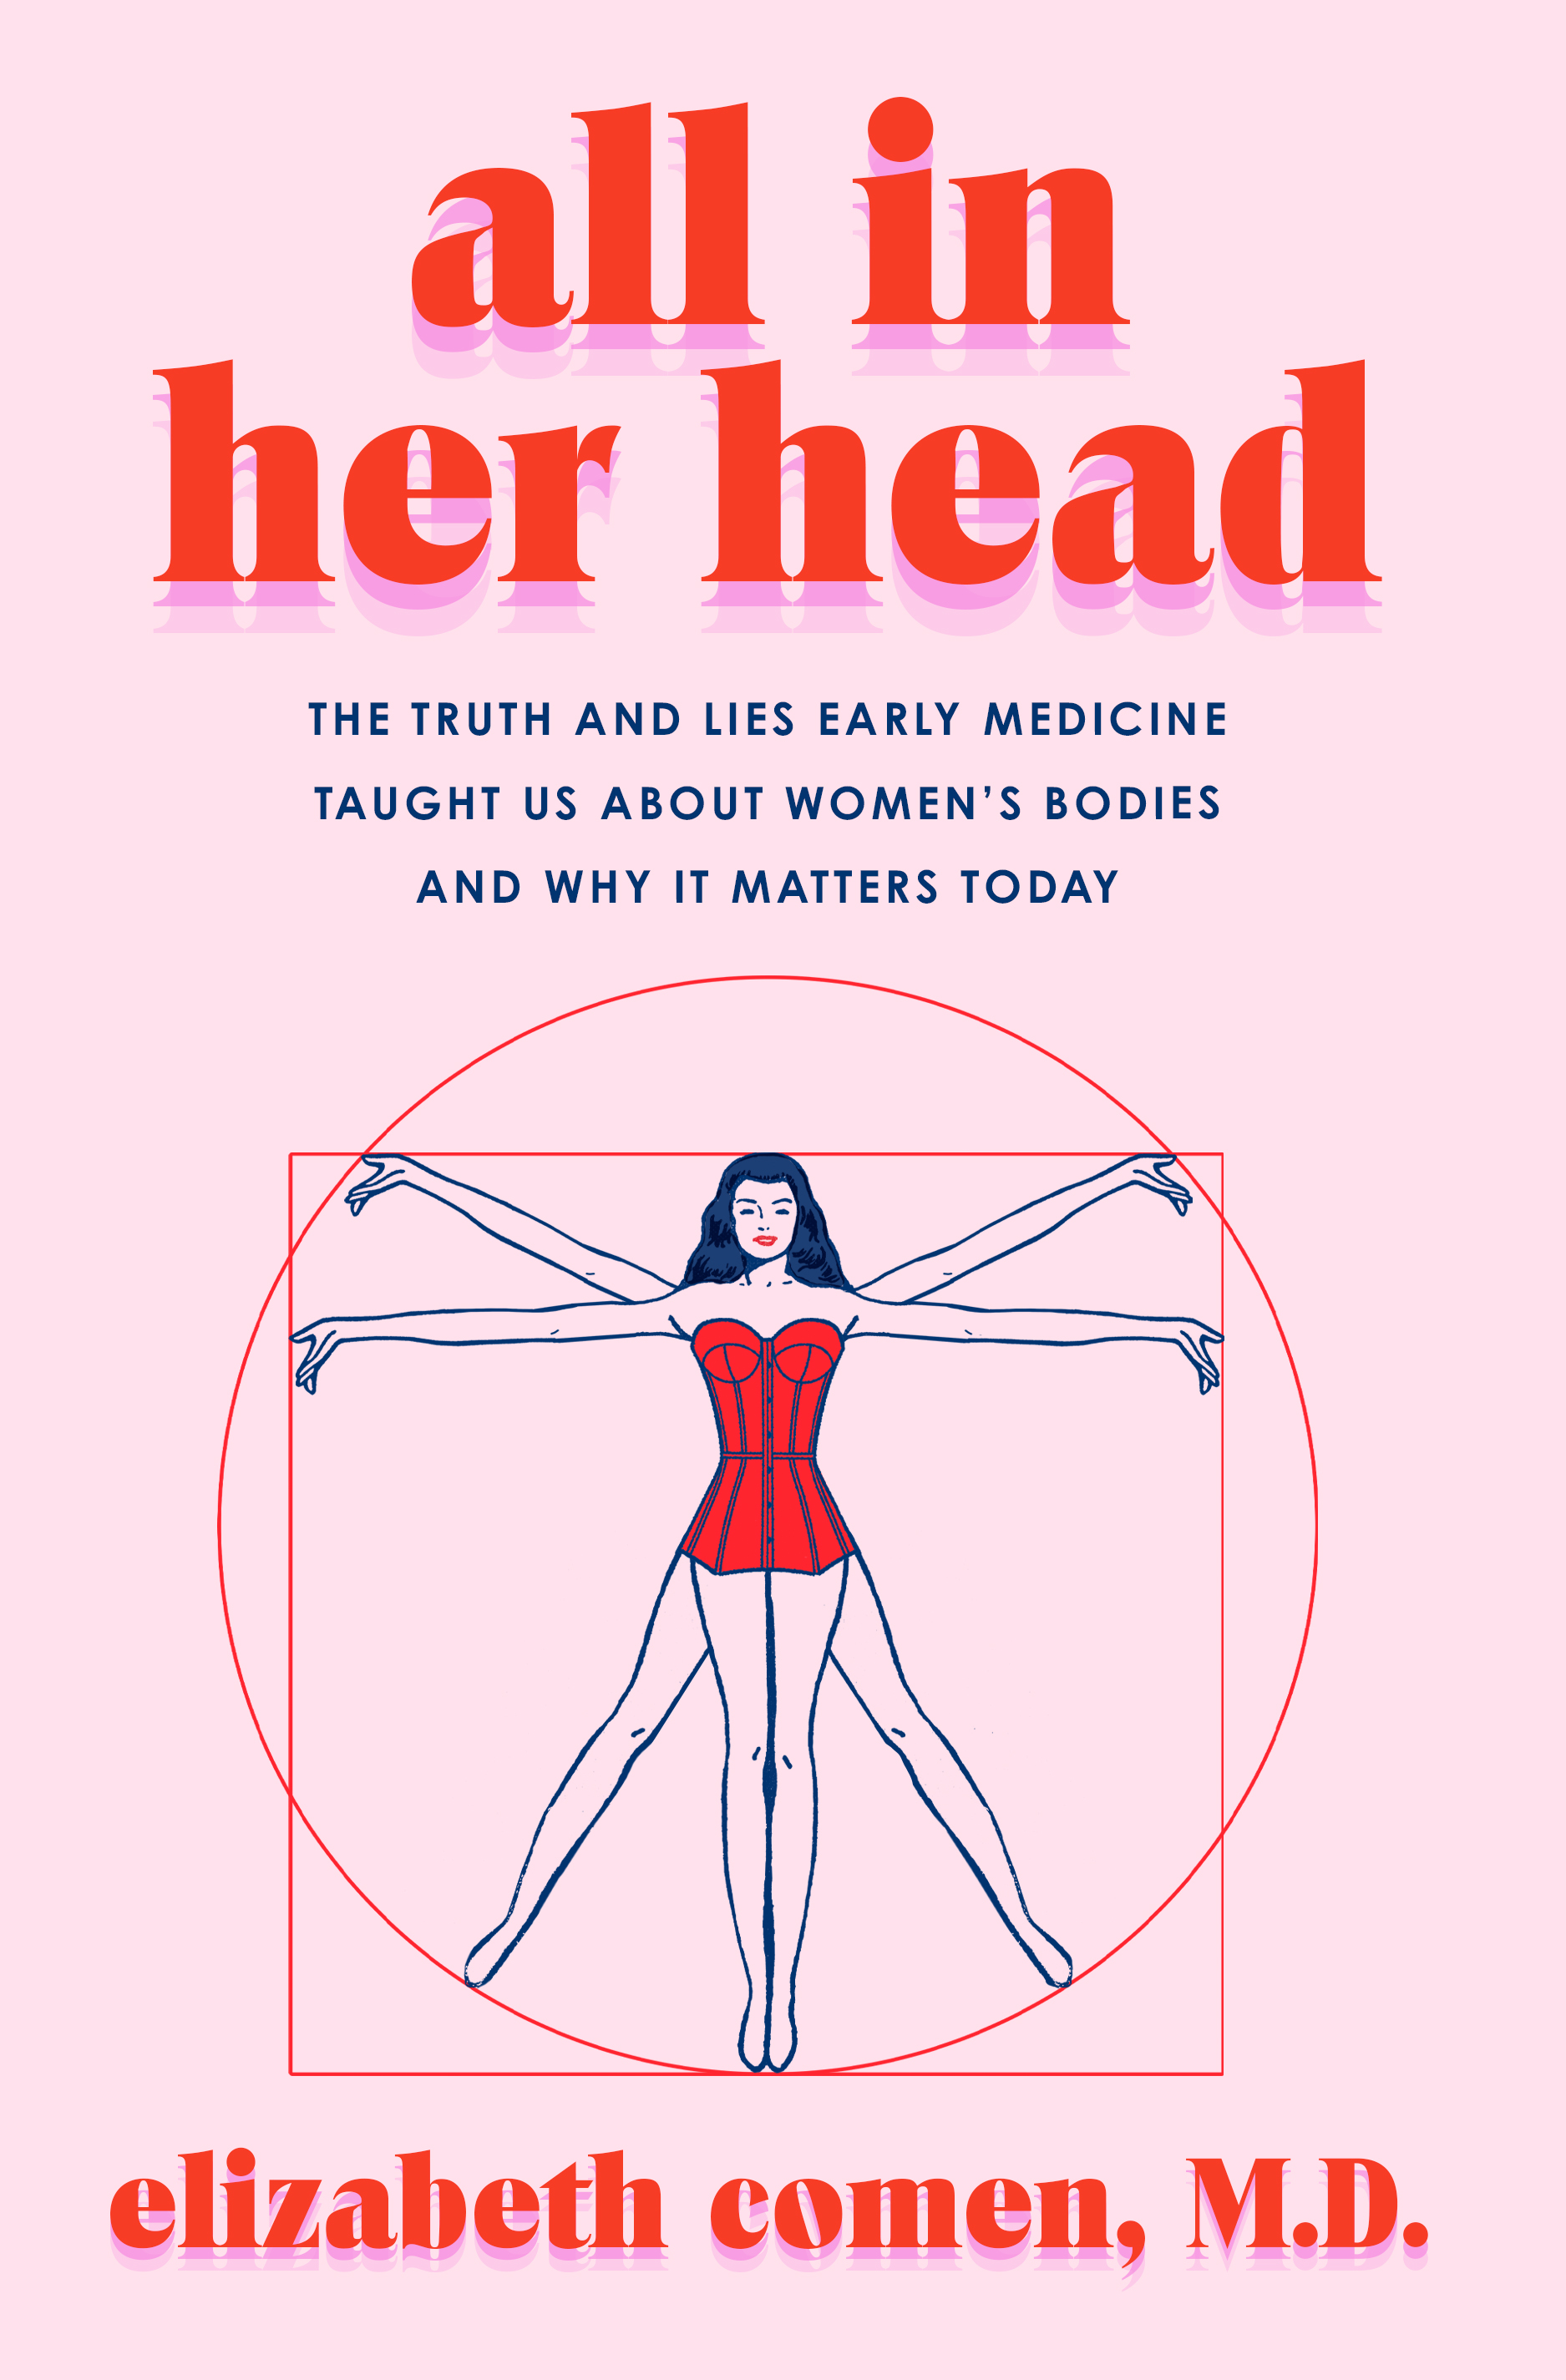 all in
her head
THE TRUTH AND LIES EARLY MEDICINE
TAUGHT US ABOUT WOMEN'S BODIES
AND WHY IT MATTERS TODAY
elizabeth comen, M.D.